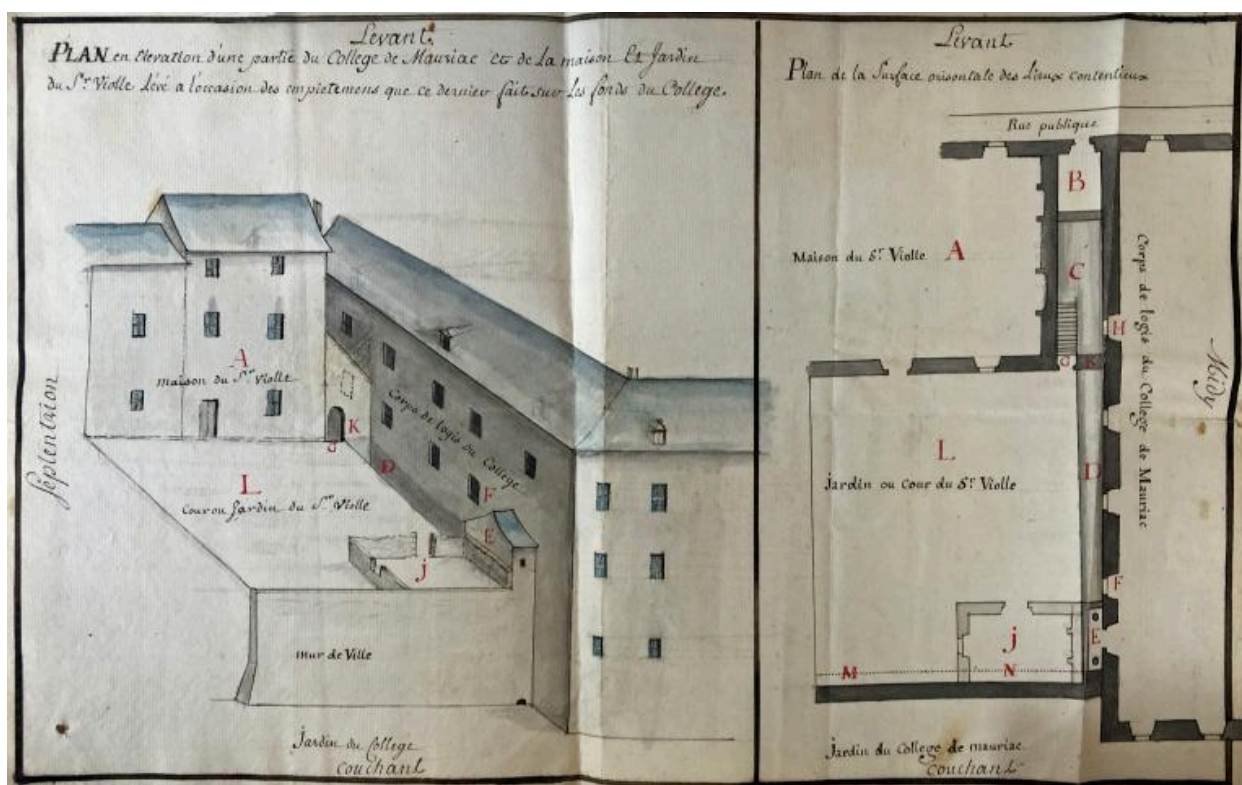 Levant
PLAN en Elevation d'une partie du College de Mauriac et de La maison Et Jardin
du Sr Violle Lévé a l'occasion des empietemens que ce dernier fait sur Les fonds du College.
Septentrion
A
maison du Sr Violle
K
G
D
Corps de logis du College
F
E
L
Cour ou Jardin du Sr Violle
j
mur de Ville
Jardin du College
Couchant
Levant
Plan de la Surface orisontale des Lieux contentieux
Rue publique
B
Maison du Sr Violle A
C
H
G K
Corps de logis du College de Mauriac
Midy
L
Jardin ou Cour du Sr Violle
D
F
j
E
M N
Jardin du College de mauriac
Couchant